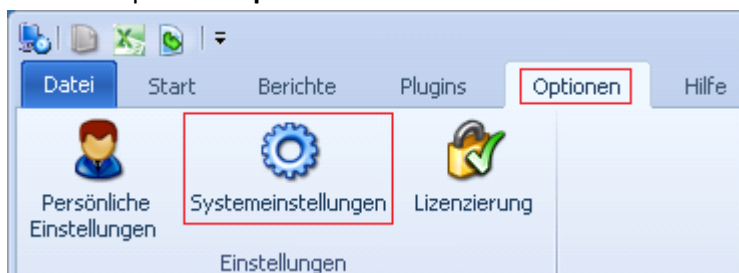 Datei Start Berichte Plugins Optionen Hilfe
Persönliche Systemeinstellungen Lizenzierung
Einstellungen
Einstellungen